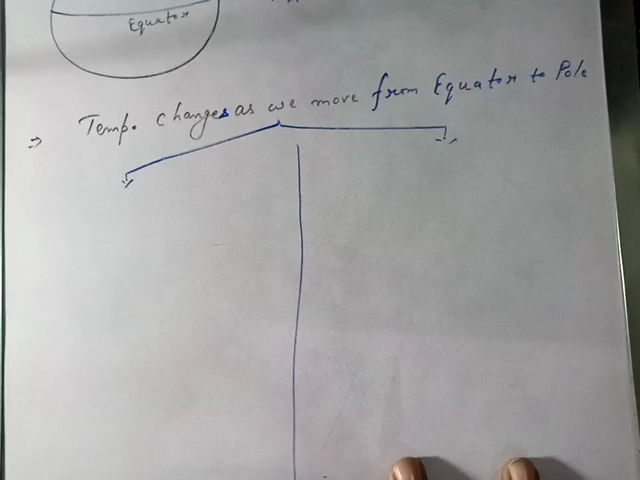 Equator
⇒ Temp. changes as we move from Equator to Pole